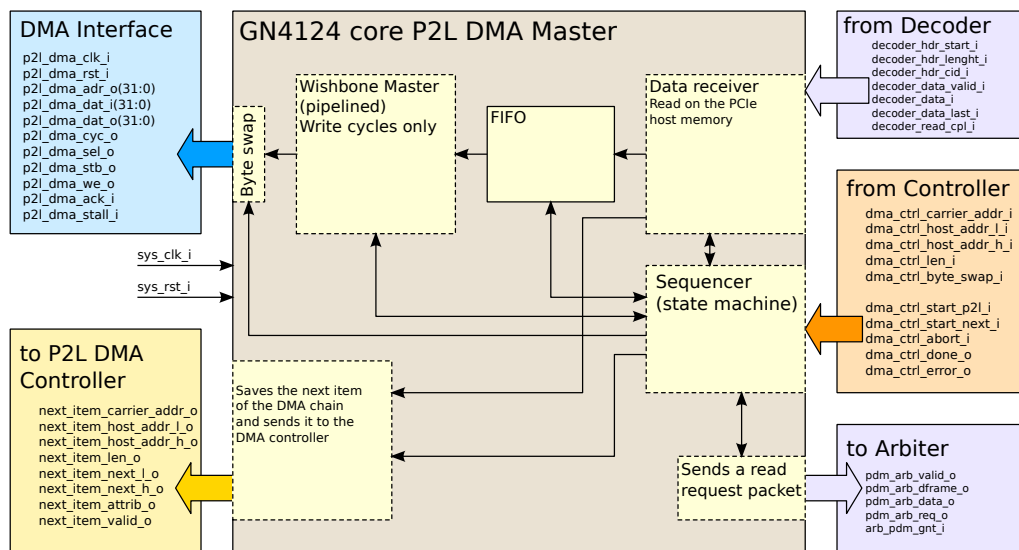 DMA Interface
p2l_dma_clk_i
p2l_dma_rst_i
p2l_dma_adr_o(31:0)
p2l_dma_dat_i(31:0)
p2l_dma_dat_o(31:0)
p2l_dma_cyc_o
p2l_dma_sel_o
p2l_dma_stb_o
p2l_dma_we_o
p2l_dma_ack_i
p2l_dma_stall_i
sys_clk_i
sys_rst_i
to P2L DMA
Controller
next_item_carrier_addr_o
next_item_host_addr_l_o
next_item_host_addr_h_o
next_item_len_o
next_item_next_l_o
next_item_next_h_o
next_item_attrib_o
next_item_valid_o
GN4124 core P2L DMA Master
Byte swap
Wishbone Master
(pipelined)
Write cycles only
FIFO
Data receiver
Read on the PCIe
host memory
Sequencer
(state machine)
Saves the next item
of the DMA chain
and sends it to the
DMA controller
Sends a read
request packet
from Decoder
decoder_hdr_start_i
decoder_hdr_lenght_i
decoder_hdr_cid_i
decoder_data_valid_i
decoder_data_i
decoder_data_last_i
decoder_read_cpl_i
from Controller
dma_ctrl_carrier_addr_i
dma_ctrl_host_addr_l_i
dma_ctrl_host_addr_h_i
dma_ctrl_len_i
dma_ctrl_byte_swap_i
dma_ctrl_start_p2l_i
dma_ctrl_start_next_i
dma_ctrl_abort_i
dma_ctrl_done_o
dma_ctrl_error_o
to Arbiter
pdm_arb_valid_o
pdm_arb_dframe_o
pdm_arb_data_o
pdm_arb_req_o
arb_pdm_gnt_i